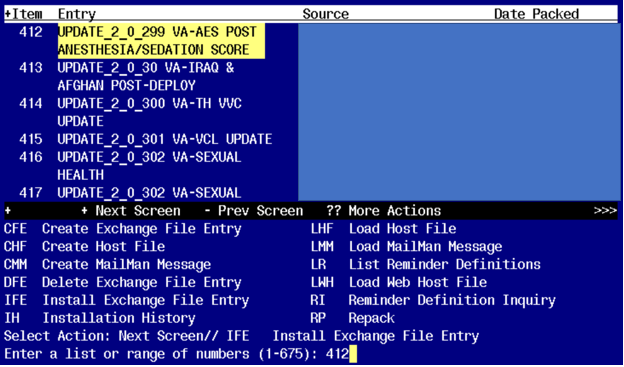 +Item Entry Source Date Packed
412 UPDATE_2_0_299 VA-AES POST
ANESTHESIA/SEDATION SCORE
413 UPDATE_2_0_30 VA-IRAQ &
AFGHAN POST-DEPLOY
414 UPDATE_2_0_300 VA-TH VVC
UPDATE
415 UPDATE_2_0_301 VA-VCL UPDATE
416 UPDATE_2_0_302 VA-SEXUAL
HEALTH
417 UPDATE_2_0_302 VA-SEXUAL
+ + Next Screen - Prev Screen ?? More Actions >>>
CFE Create Exchange File Entry LHF Load Host File
CHF Create Host File LMM Load MailMan Message
CMM Create MailMan Message LR List Reminder Definitions
DFE Delete Exchange File Entry LWH Load Web Host File
IFE Install Exchange File Entry RI Reminder Definition Inquiry
IH Installation History RP Repack
Select Action: Next Screen// IFE Install Exchange File Entry
Enter a list or range of numbers (1-675): 412